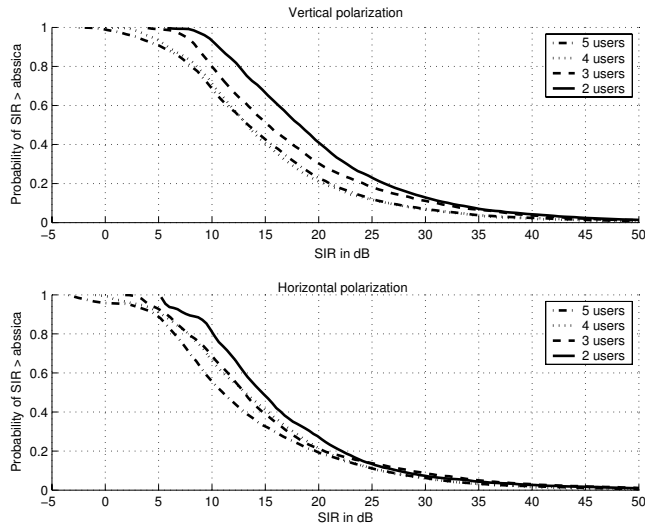 Vertical polarization
Probability of SIR > abssica
1
0.8
0.6
0.4
0.2
0
5 users
4 users
3 users
2 users
−5 0 5 10 15 20 25 30 35 40 45 50
SIR in dB
Horizontal polarization
Probability of SIR > abssica
1
0.8
0.6
0.4
0.2
0
5 users
4 users
3 users
2 users
−5 0 5 10 15 20 25 30 35 40 45 50
SIR in dB